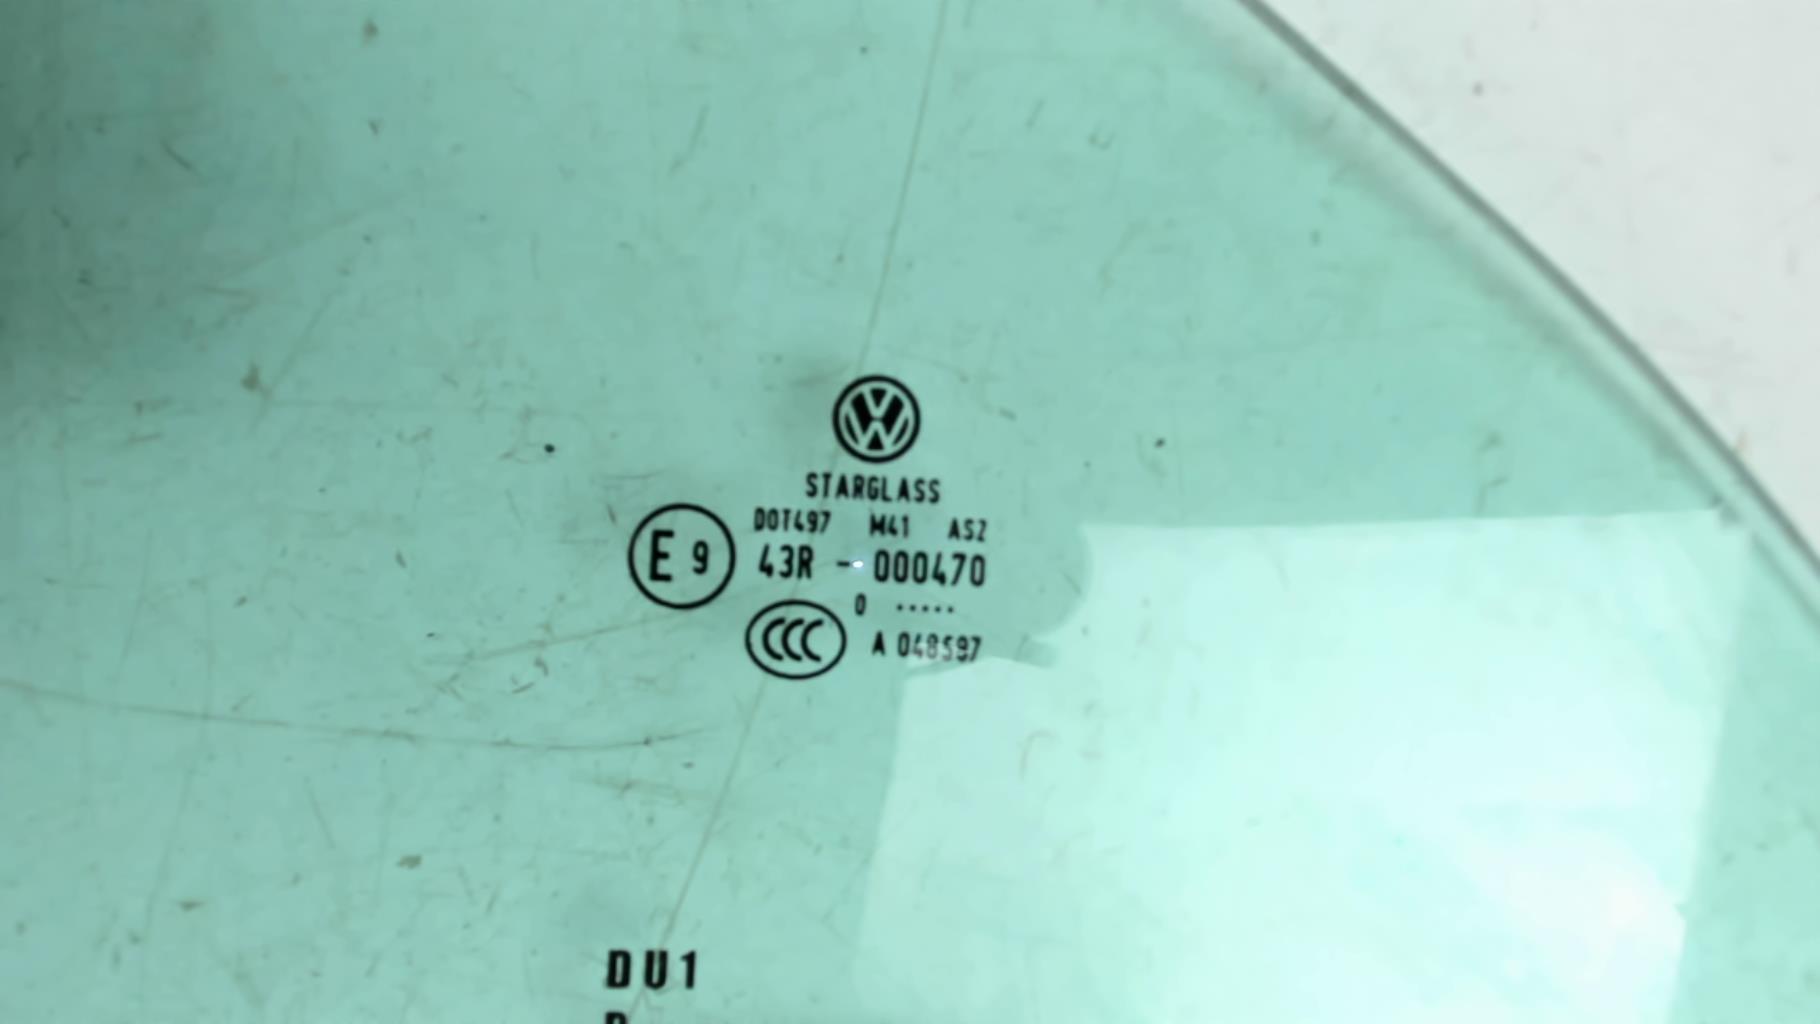 STARGLASS
DOT497 M41 AS2
E 9 43R - 000470
0 .....
CCC A 048597
DU1